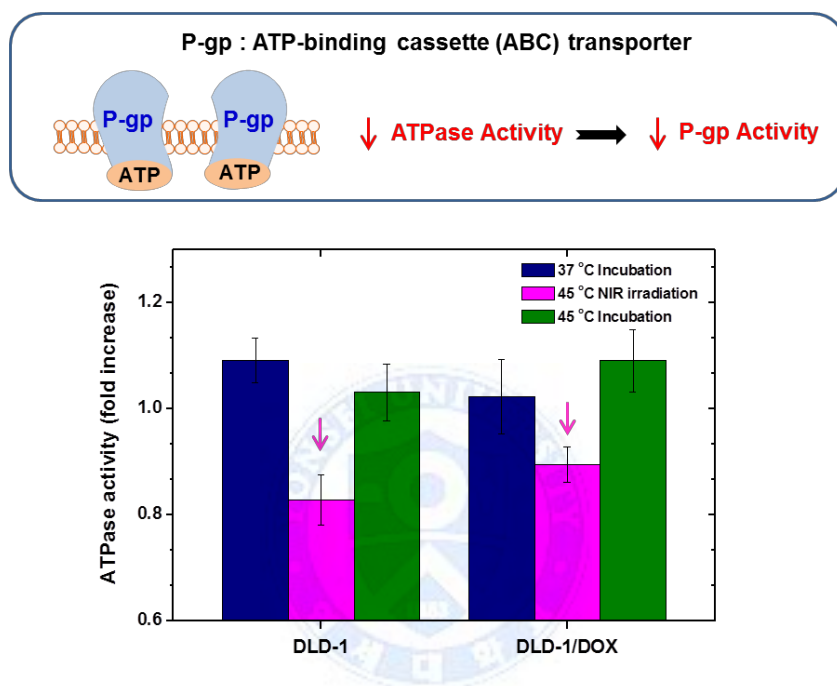 P-gp : ATP-binding cassette (ABC) transporter
P-gp P-gp
ATP ATP
↓ ATPase Activity → ↓ P-gp Activity
37 °C Incubation
45 °C NIR irradiation
45 °C Incubation
ATPase activity (fold increase)
1.2
1.0
0.8
0.6
DLD-1 DLD-1/DOX